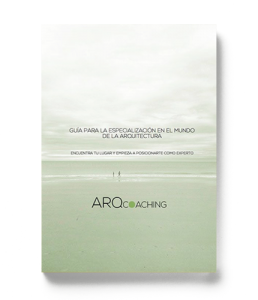 GUÍA PARA LA ESPECIALIZACIÓN EN EL MUNDO
DE LA ARQUITECTURA
ENCUENTRA TU LUGAR Y EMPIEZA A POSICIONARTE COMO EXPERTO
ARQCOACHING